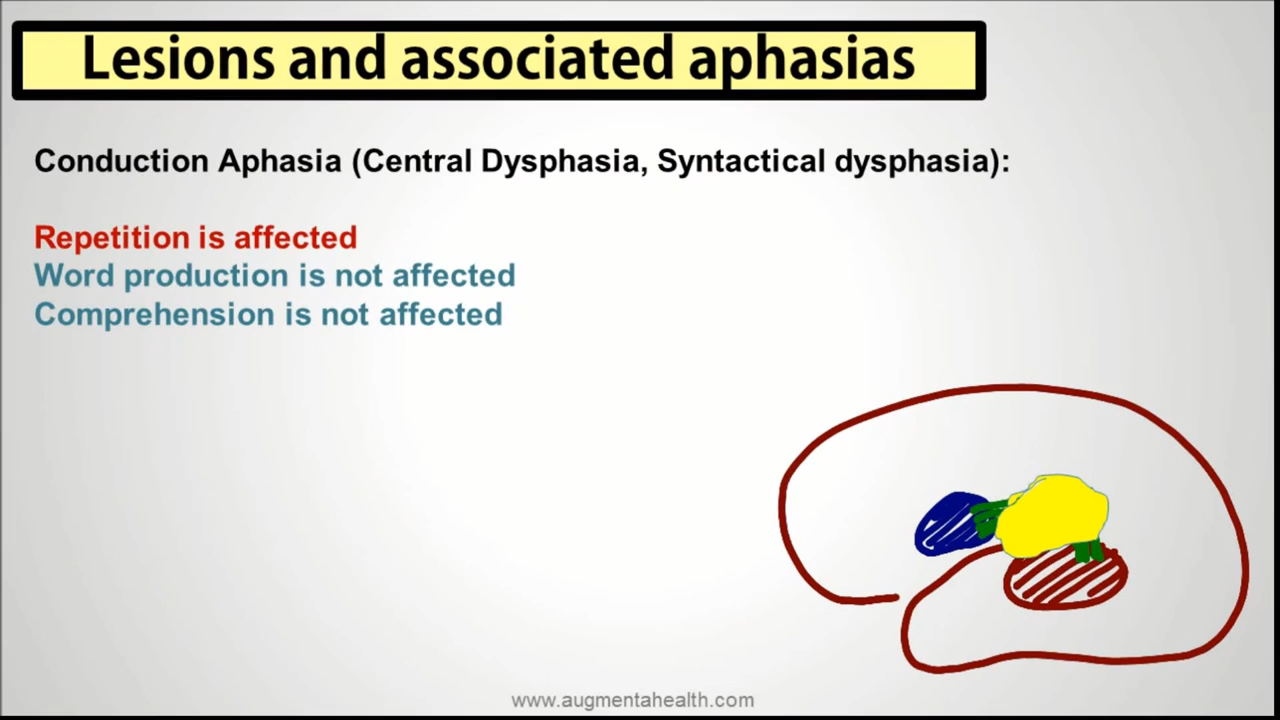 Lesions and associated aphasias
Conduction Aphasia (Central Dysphasia, Syntactical dysphasia):
Repetition is affected
Word production is not affected
Comprehension is not affected
www.augmentahealth.com